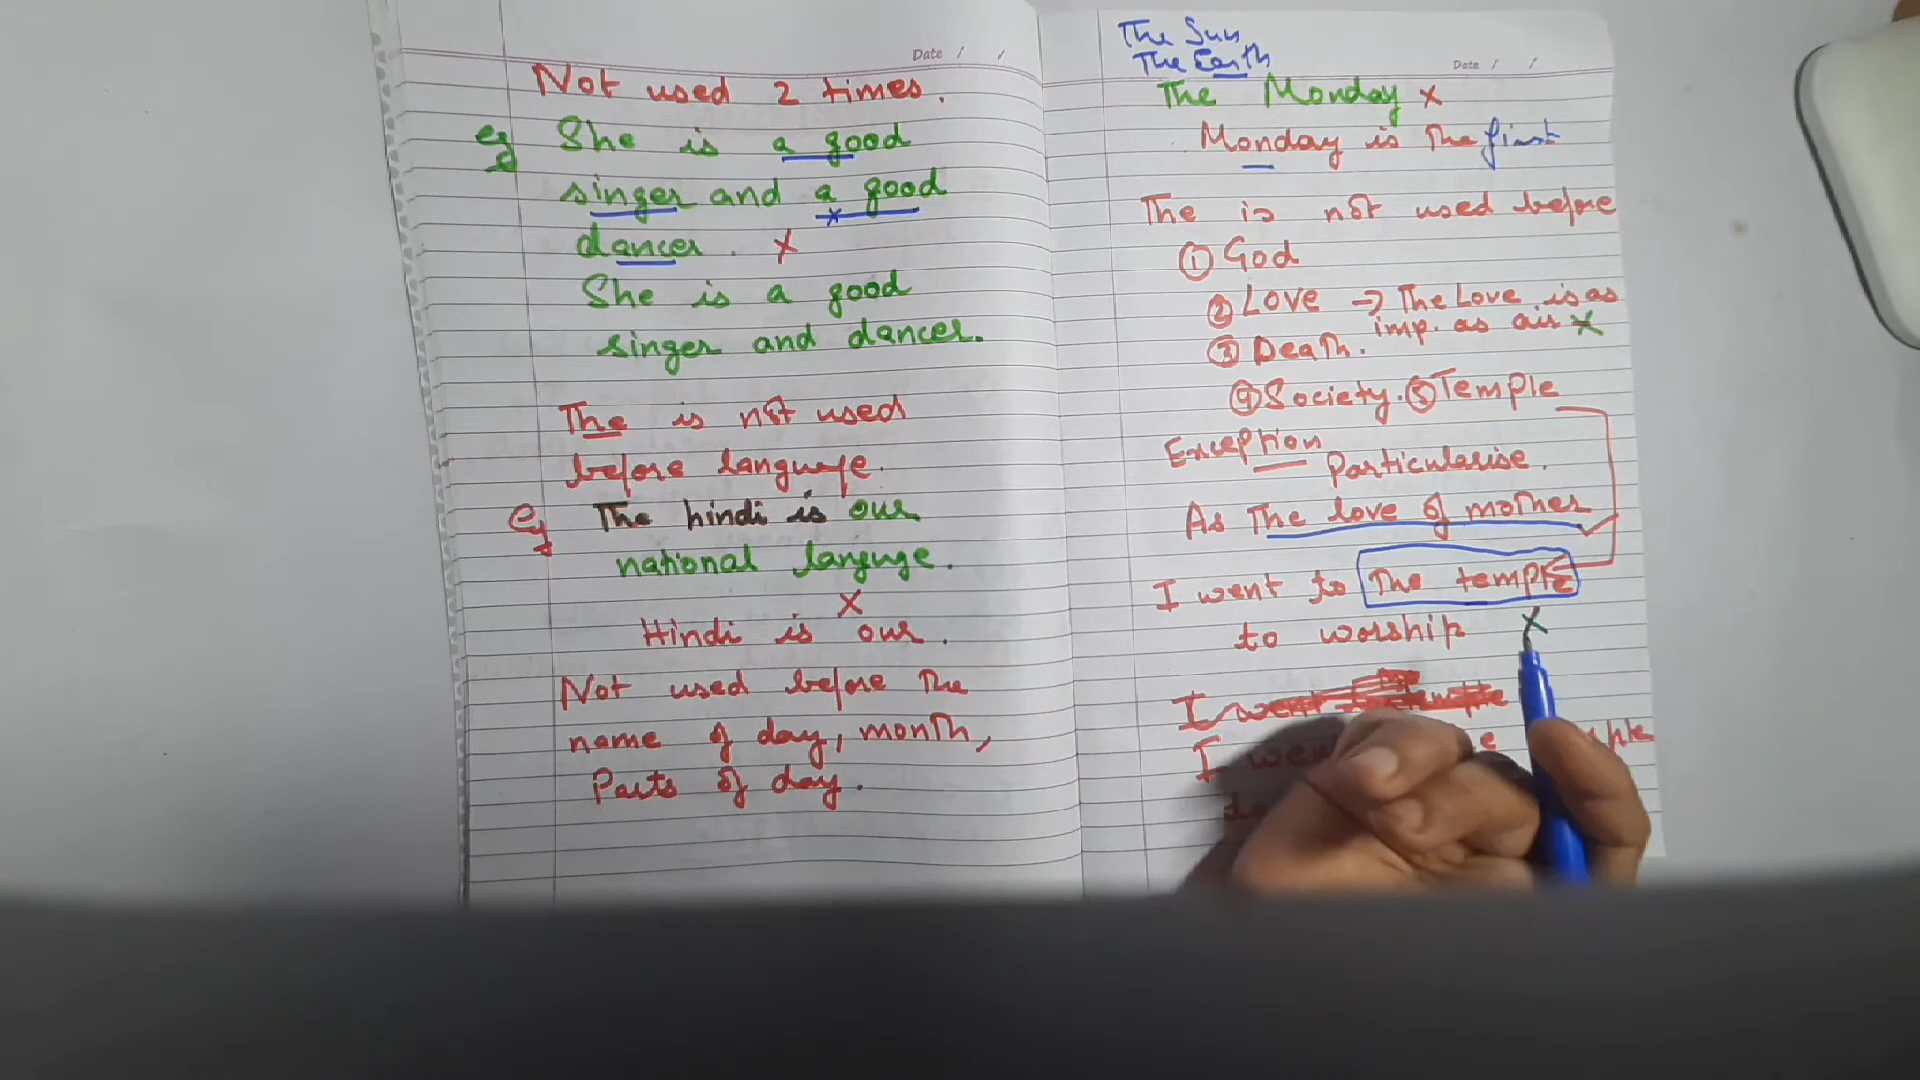 Date / /
Not used 2 times.
eg She is a good
singer and a good
dancer. X
She is a good
singer and dancer.
The is not used
before language.
Eg The hindi is our
national languge.
X
Hindi is our.
Not used before the
name of day, month,
Parts of day.
The Sun
The Earth
Date / /
The Monday x
Monday is the first
The is not used before
① God
② Love → The Love is as
imp. as air x
③ Death.
④ Society. ⑤ Temple
Exception
Particularise.
As The love of mother
I went to The temple
to worship x
I went
I